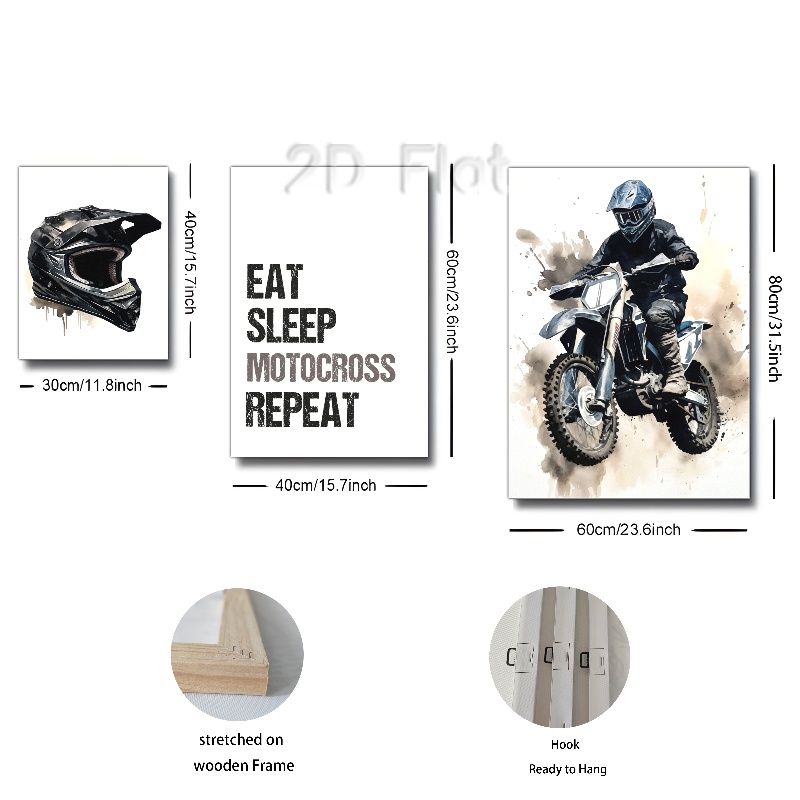 2D Flat
40cm/15.7inch
30cm/11.8inch
EAT
SLEEP
MOTOCROSS
REPEAT
60cm/23.6inch
40cm/15.7inch
80cm/31.5inch
60cm/23.6inch
stretched on
wooden Frame
Hook
Ready to Hang